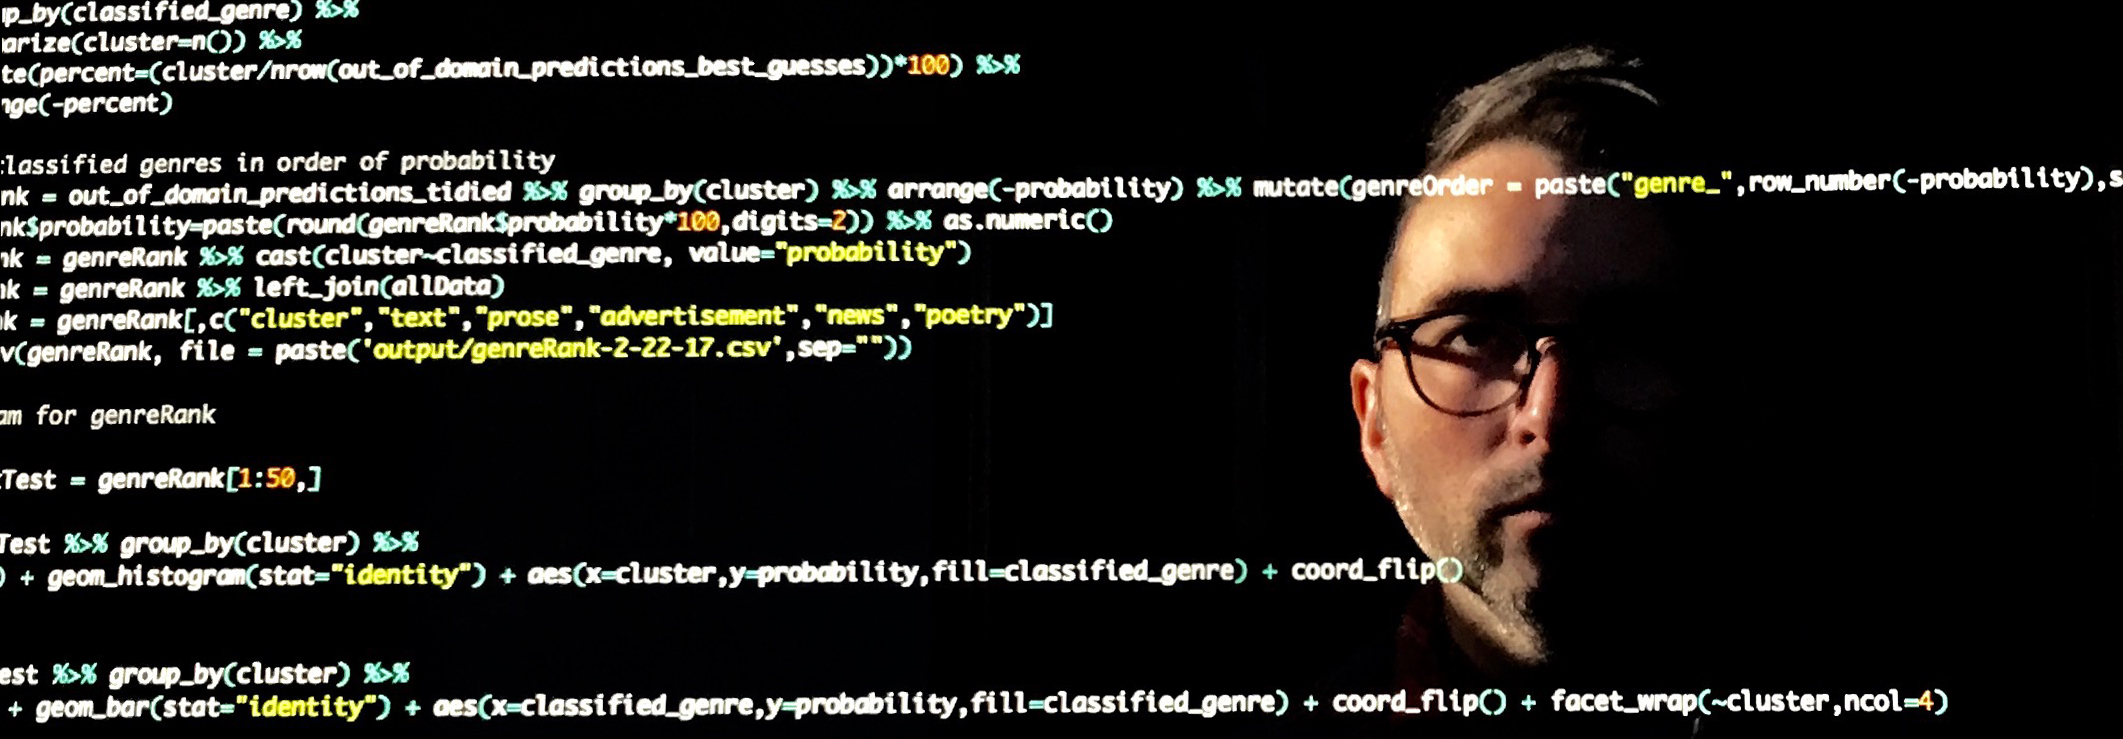 p_by(classified_genre) %>%
arize(cluster=n()) %>%
te(percent=(cluster/nrow(out_of_domain_predictions_best_guesses))*100) %>%
nge(-percent)
classified genres in order of probability
nk = out_of_domain_predictions_tidied %>% group_by(cluster) %>% arrange(-probability) %>% mutate(genreOrder = paste("genre_",row_number(-probability),s
nk$probability=paste(round(genreRank$probability*100,digits=2)) %>% as.numeric()
nk = genreRank %>% cast(cluster~classified_genre, value="probability")
nk = genreRank %>% left_join(allData)
k = genreRank[,c("cluster","text","prose","advertisement","news","poetry")]
v(genreRank, file = paste('output/genreRank-2-22-17.csv',sep=""))
am for genreRank
Test = genreRank[1:50,]
Test %>% group_by(cluster) %>%
) + geom_histogram(stat="identity") + aes(x=cluster,y=probability,fill=classified_genre) + coord_flip()
est %>% group_by(cluster) %>%
+ geom_bar(stat="identity") + aes(x=classified_genre,y=probability,fill=classified_genre) + coord_flip() + facet_wrap(~cluster,ncol=4)